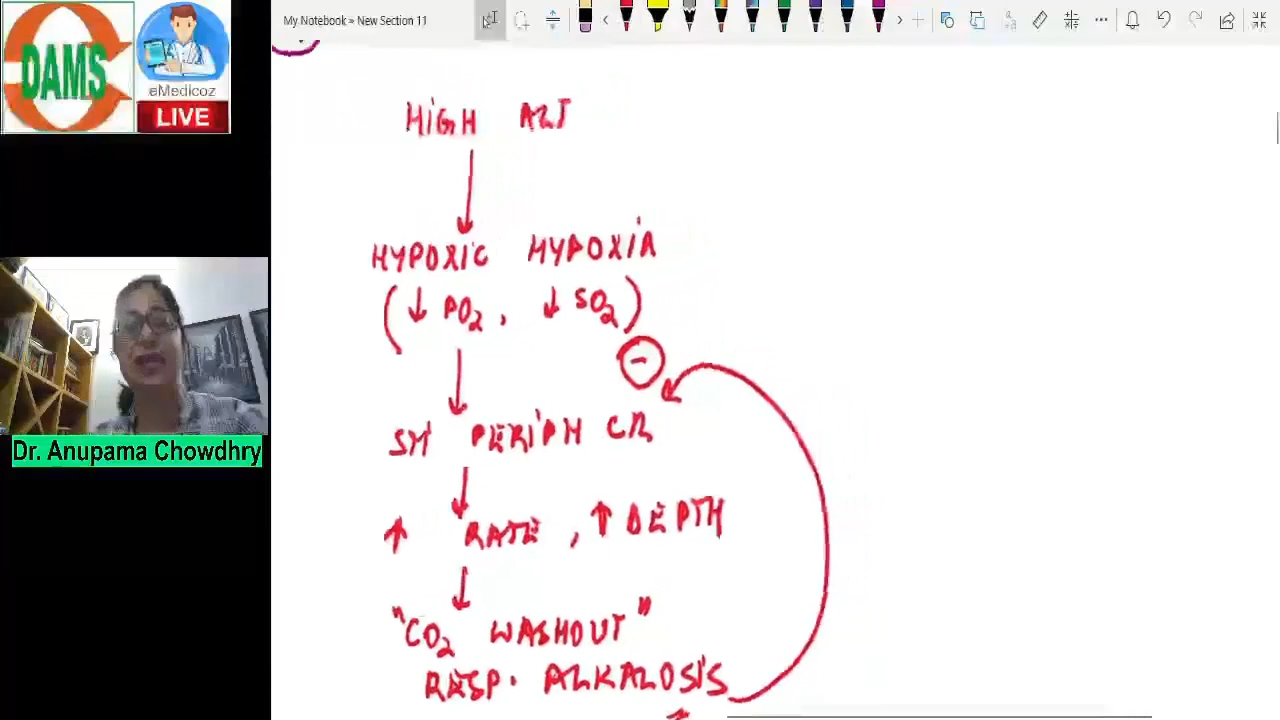 My Notebook » New Section 11
DAMS
eMedicoz
LIVE
HIGH ALT
HYPOXIC HYPOXIA
(↓ PO2, ↓ SO2)
-
SM PERIPH CR
↑ RATE, ↑ DEPTH
"CO2 WASHOUT"
RESP. ALKALOSIS
Dr. Anupama Chowdhry